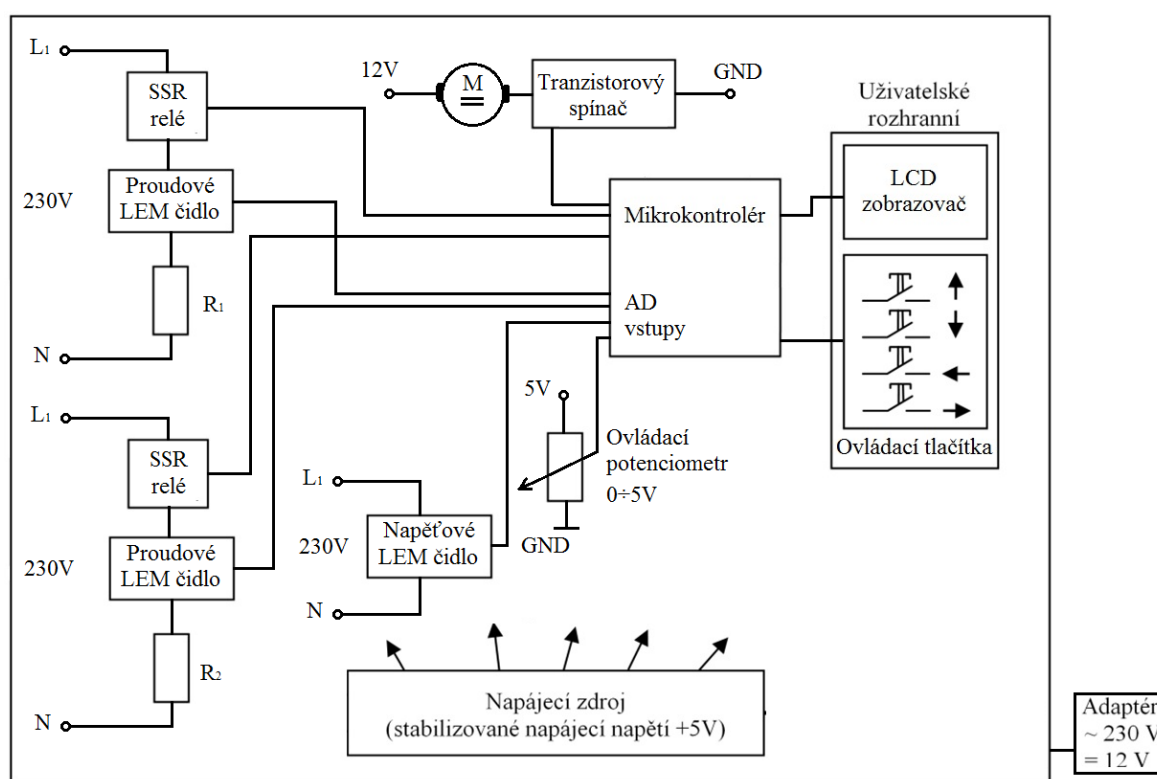 L1
SSR
relé
230V
Proudové
LEM čidlo
R1
N
12V
M
Tranzistorový
spínač
GND
Mikrokontrolér
AD
vstupy
Uživatelské
rozhranní
LCD
zobrazovač
Ovládací tlačítka
L1
SSR
relé
230V
Proudové
LEM čidlo
R2
N
L1
230V
Napěťové
LEM čidlo
N
5V
Ovládací
potenciometr
0÷5V
GND
Napájecí zdroj
(stabilizované napájecí napětí +5V)
Adaptér
~ 230 V
= 12 V